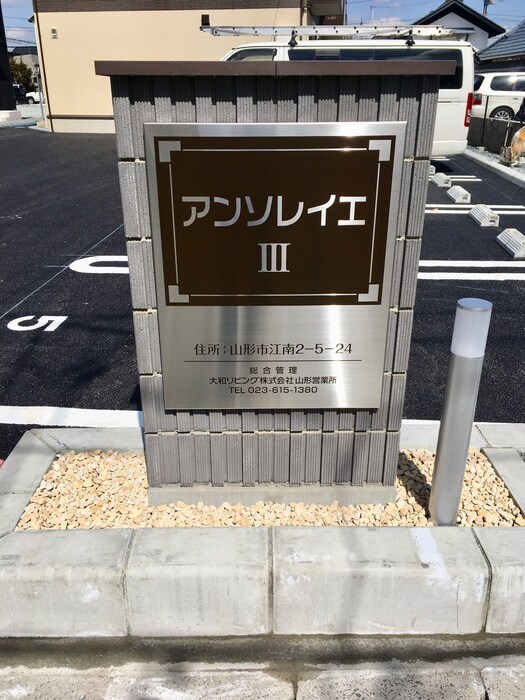 アンソレイエ
III
住所：山形市江南2-5-24
総合管理
大和リビング株式会社山形営業所
TEL 023-615-1380
5